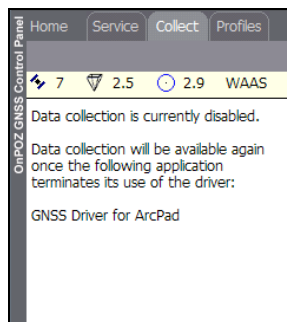 OnPOZ GNSS Control Panel
Home Service Collect Profiles
7 2.5 2.9 WAAS
Data collection is currently disabled.
Data collection will be available again
once the following application
terminates its use of the driver:
GNSS Driver for ArcPad